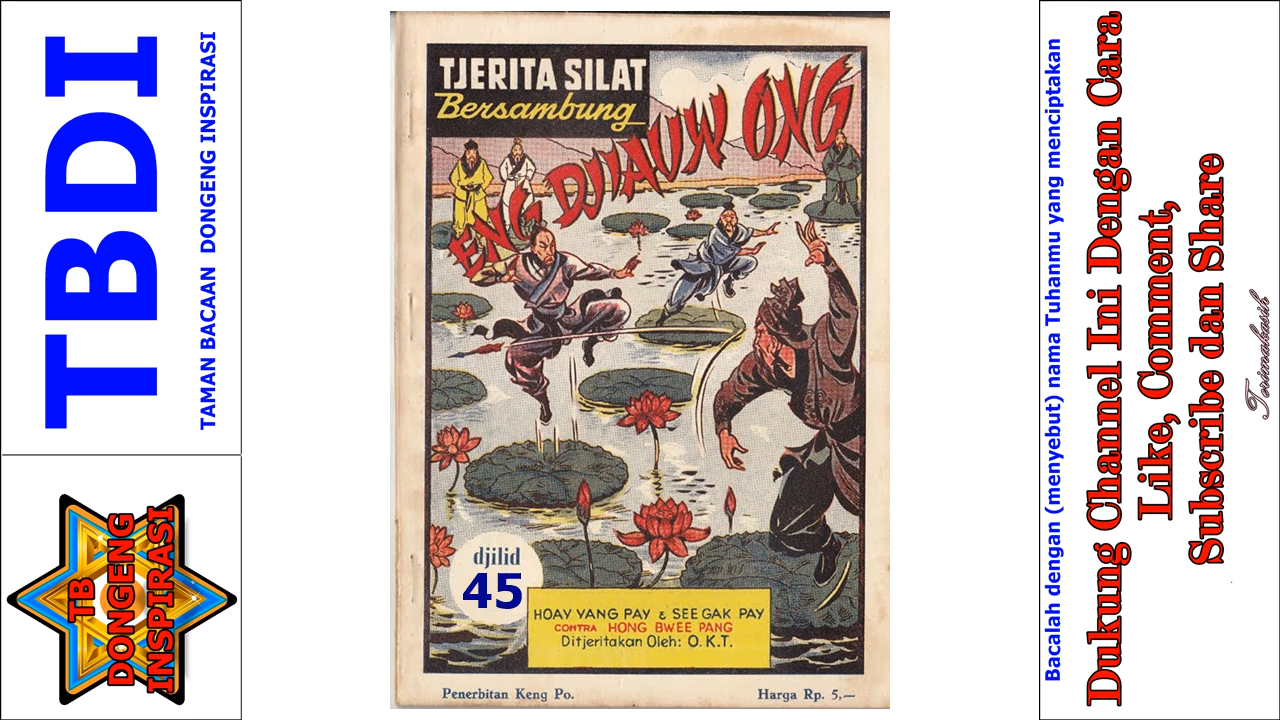 TBDI
TAMAN BACAAN DONGENG INSPIRASI
TB
DONGENG
INSPIRASI
TJERITA SILAT
Bersambung
ENG DJIAUW ONG
djilid
45
HOAY YANG PAY & SEE GAK PAY
CONTRA HONG BWEE PANG
Ditjeritakan Oleh: O.K.T.
Penerbitan Keng Po.
Harga Rp. 5,—
Bacalah dengan (menyebut) nama Tuhanmu yang menciptakan
Dukung Channel Ini Dengan Cara
Like, Comment,
Subscribe dan Share
Terimakasih